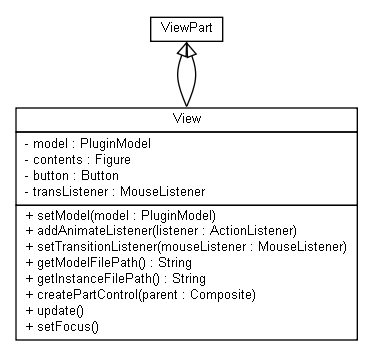 ViewPart
View
- model : PluginModel
- contents : Figure
- button : Button
- transListener : MouseListener
+ setModel(model : PluginModel)
+ addAnimateListener(listener : ActionListener)
+ setTransitionListener(mouseListener : MouseListener)
+ getModelFilePath() : String
+ getInstanceFilePath() : String
+ createPartControl(parent : Composite)
+ update()
+ setFocus()